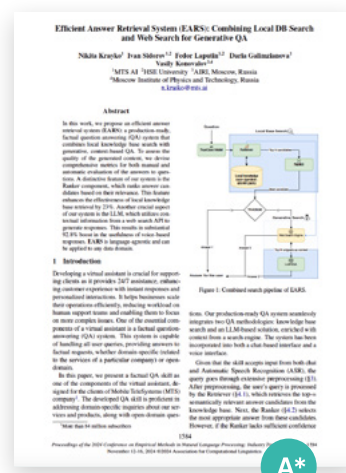 Efficient Answer Retrieval System (EARS): Combining Local DB Search
and Web Search for Generative QA
Nikita Krayko¹ Ivan Sidorov¹,² Fedor Laputin¹,² Daria Galimzianova¹
Vasily Konovalov³,⁴
¹MTS AI ²HSE University ³AIRI, Moscow, Russia
⁴Moscow Institute of Physics and Technology, Russia
n.krayko@mts.ai
Abstract
In this work, we propose an efficient answer
retrieval system (EARS): a production-ready,
factual question answering (QA) system that
combines local knowledge base search with
generative, context-based QA. To assess the
quality of the generated content, we devise
comprehensive metrics for both manual and
automatic evaluation of the answers to ques-
tions. A distinctive feature of our system is the
Ranker component, which ranks answer can-
didates based on their relevance. This feature
enhances the effectiveness of local knowledge
base retrieval by 23%. Another crucial aspect
of our system is the LLM, which utilizes con-
textual information from a web search API to
generate responses. This results in substantial
92.8% boost in the usefulness of voice-based
responses. EARS is language-agnostic and can
be applied to any data domain.
1 Introduction
Developing a virtual assistant is crucial for support-
ing clients as it provides 24/7 assistance, enhanc-
ing customer experience with instant responses and
personalized interactions. It helps businesses scale
their operations efficiently, reducing workload on
human support teams and enabling them to focus
on more complex issues. One of the essential com-
ponents of a virtual assistant is a factual question-
answering (QA) system. This system is capable
of handling all user queries, providing answers to
factual requests, whether domain-specific (related
to the services of a particular company) or open-
domain.
In this paper, we present a factual QA skill as
one of the components of the virtual assistant, de-
signed for the clients of Mobile TeleSystems (MTS)
company¹. The developed QA skill is proficient in
addressing domain-specific inquiries about our ser-
vices and products, along with open-domain ques-
¹More than 84 million subscribers
Figure 1: Combined search pipeline of EARS.
tions. Our production-ready QA system seamlessly
integrates two QA methodologies: knowledge base
search and an LLM-based solution, enriched with
content from a search engine. The system has been
incorporated into both a chat-based interface and a
voice interface.
Given that the skill accepts input from both chat
and Automatic Speech Recognition (ASR), the
query goes through extensive preprocessing (§3).
After preprocessing, the user's query is processed
by the Retriever (§4.1), which retrieves the top-n
semantically relevant answer candidates from the
knowledge base. Next, the Ranker (§4.2) selects
the most appropriate answer from these candidates.
However, if the Ranker lacks sufficient confidence
1584
A*